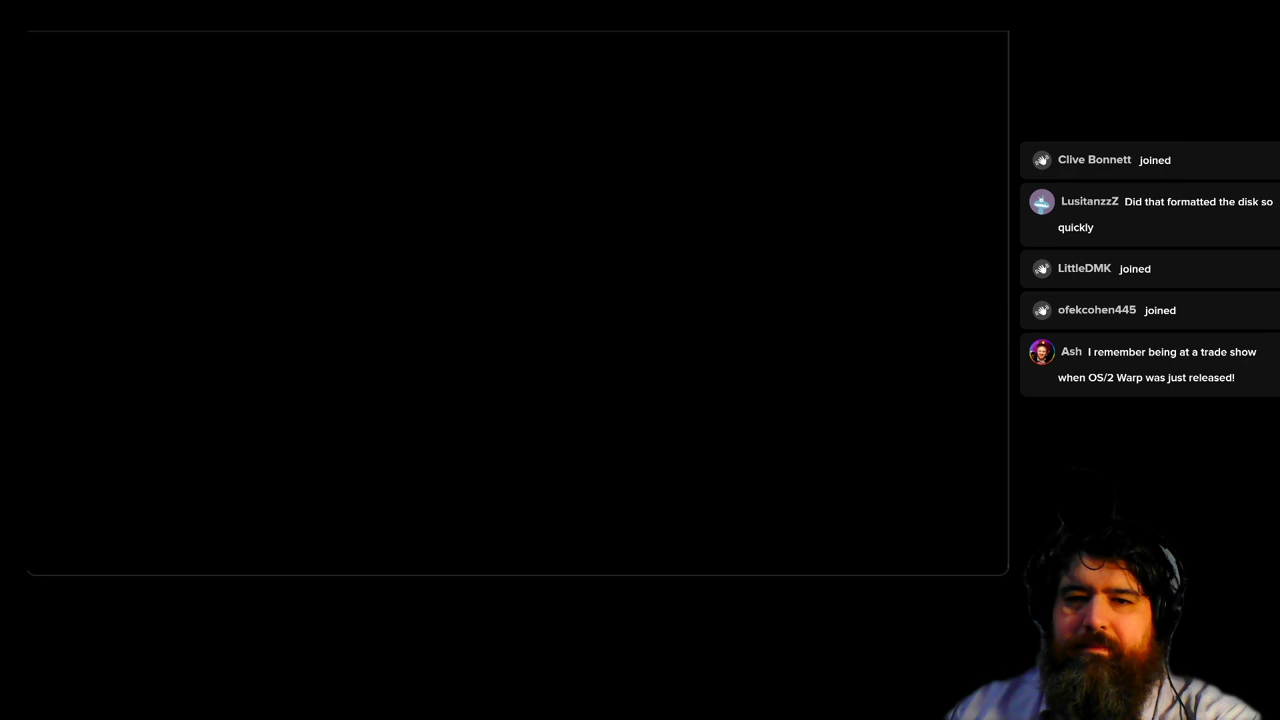 Clive Bonnett joined
LusitanzzZ Did that formatted the disk so
quickly
LittleDMK joined
ofekcohen445 joined
Ash I remember being at a trade show
when OS/2 Warp was just released!